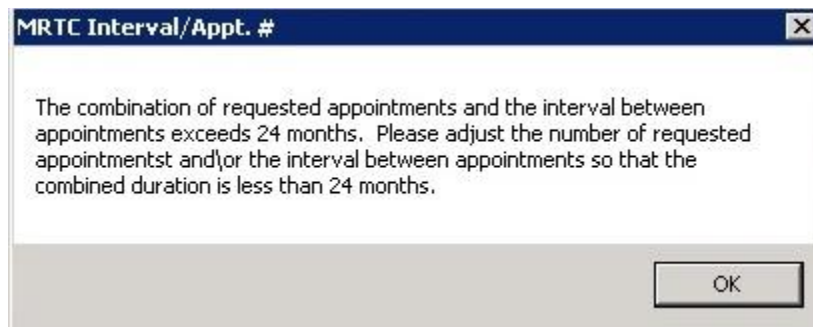 MRTC Interval/Appt. #
The combination of requested appointments and the interval between
appointments exceeds 24 months.  Please adjust the number of requested
appointmentst and\or the interval between appointments so that the
combined duration is less than 24 months.
OK